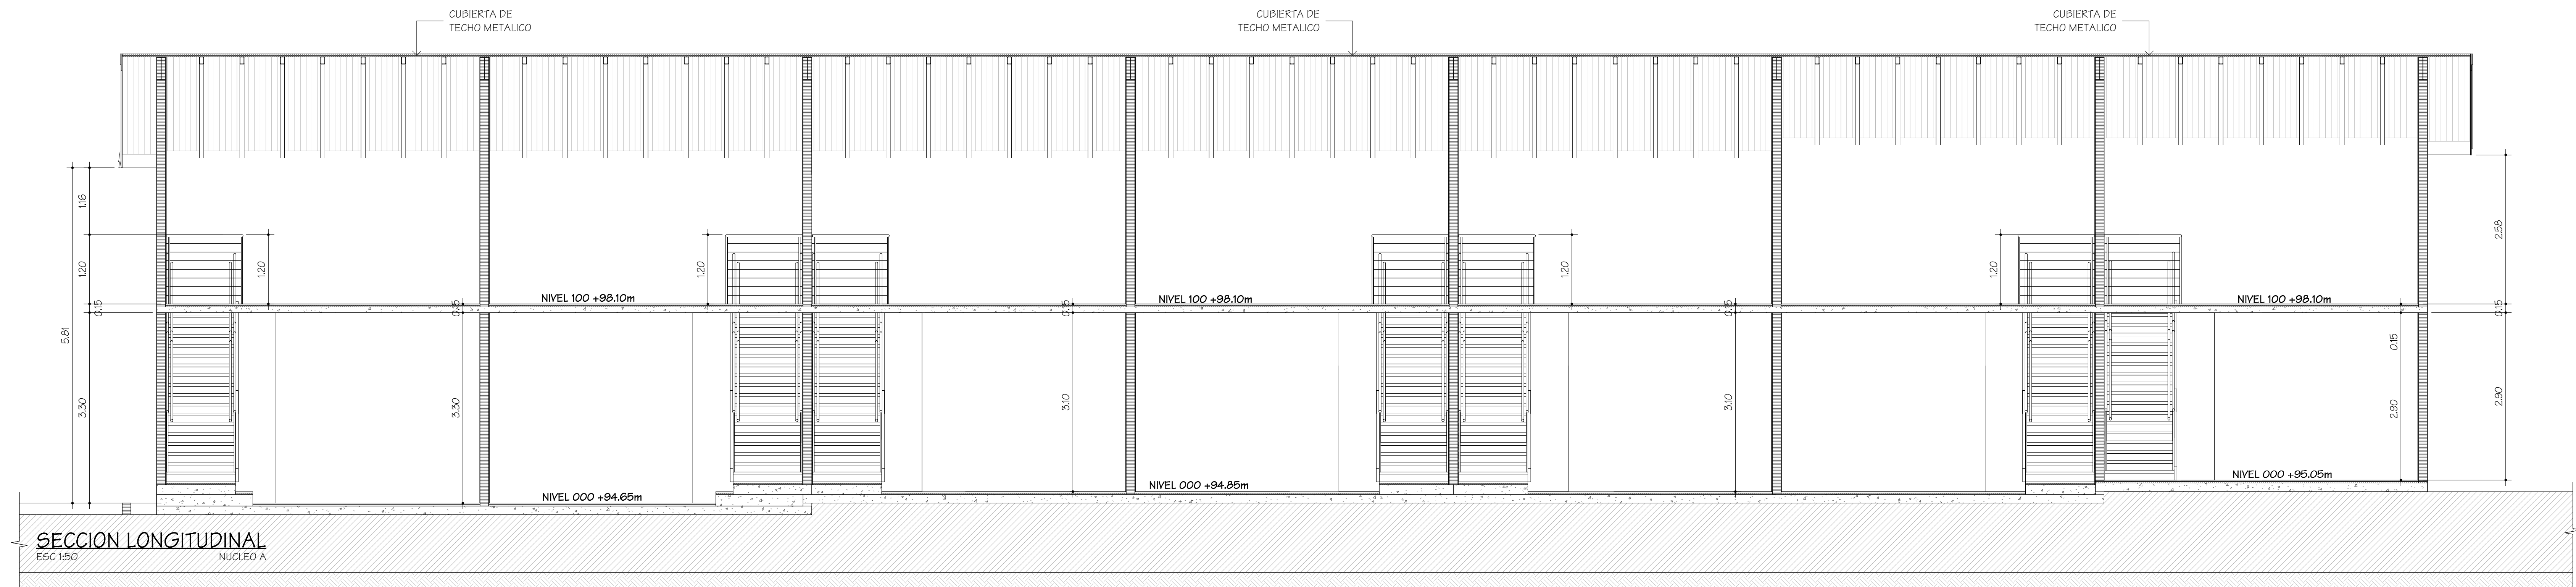 CUBIERTA DE
TECHO METALICO
CUBIERTA DE
TECHO METALICO
CUBIERTA DE
TECHO METALICO
1.16
1.20
0.15
5.81
3.30
1.20
1.20
1.20
1.20
2.58
NIVEL 100 +98.10m
NIVEL 100 +98.10m
NIVEL 100 +98.10m
0.15
0.15
0.15
0.15
0.15
3.30
3.10
3.10
2.90
2.90
NIVEL 000 +94.65m
NIVEL 000 +94.85m
NIVEL 000 +95.05m
SECCION LONGITUDINAL
ESC 1:50 NUCLEO A